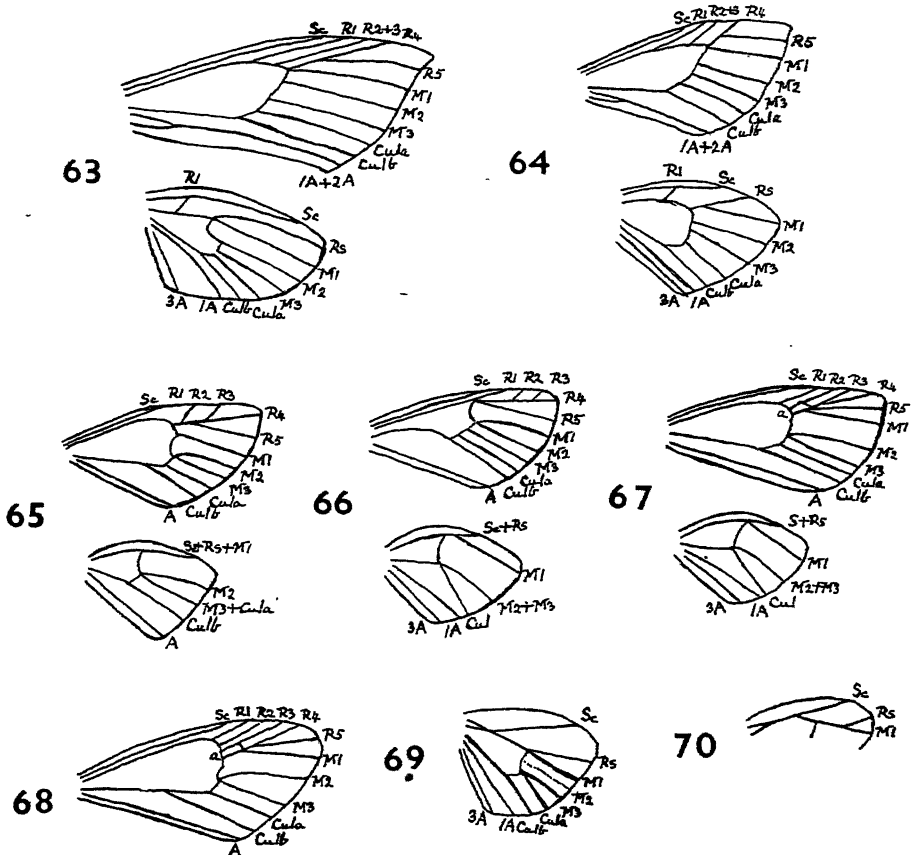 Sc R1 R2+3 R4
R5
M1
M2
M3
Cu1a
Cu1b
1A+2A
63
R1
Sc
Rs
M1
M2
M3
Cu1a
Cu1b
1A
3A
Sc R1 R2+3 R4
R5
M1
M2
M3
Cu1a
Cu1b
1A+2A
64
R1
Sc
Rs
M1
M2
M3
Cu1a
Cu1b
1A
3A
Sc R1 R2 R3
R4
R5
M1
M2
M3
Cu1a
Cu1b
A
65
Sc+Rs+M1
M2
M3+Cu1a
Cu1b
A
Sc R1 R2 R3
R4
R5
M1
M2
M3
Cu1a
Cu1b
A
66
Sc+Rs
M1
M2+M3
Cu1
1A
3A
Sc R1 R2 R3 R4
a
R5
M1
M2
M3
Cu1a
Cu1b
A
67
S+Rs
M1
M2+M3
Cu1
1A
3A
Sc R1 R2 R3 R4
a
R5
M1
M2
M3
Cu1a
Cu1b
A
68
69
Sc
Rs
M1
M2
M3
Cu1a
Cu1b
1A
3A
70
Sc
Rs
M1